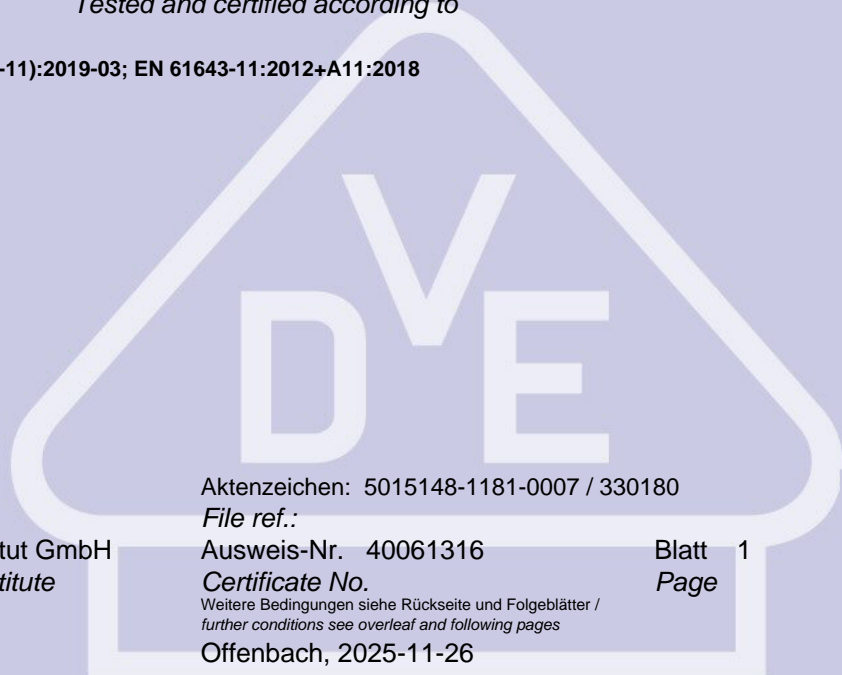 Tested and certified according to
-11):2019-03; EN 61643-11:2012+A11:2018
VDE
Aktenzeichen: 5015148-1181-0007 / 330180
File ref.:
tut GmbH Ausweis-Nr. 40061316 Blatt 1
titute Certificate No. Page
Weitere Bedingungen siehe Rückseite und Folgeblätter /
further conditions see overleaf and following pages
Offenbach, 2025-11-26